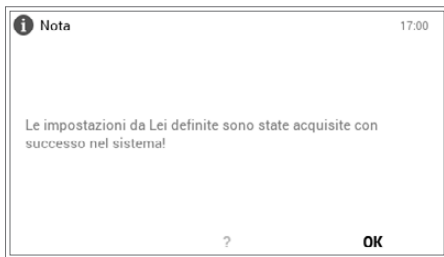 Nota 17:00
Le impostazioni da Lei definite sono state acquisite con
successo nel sistema!
? OK